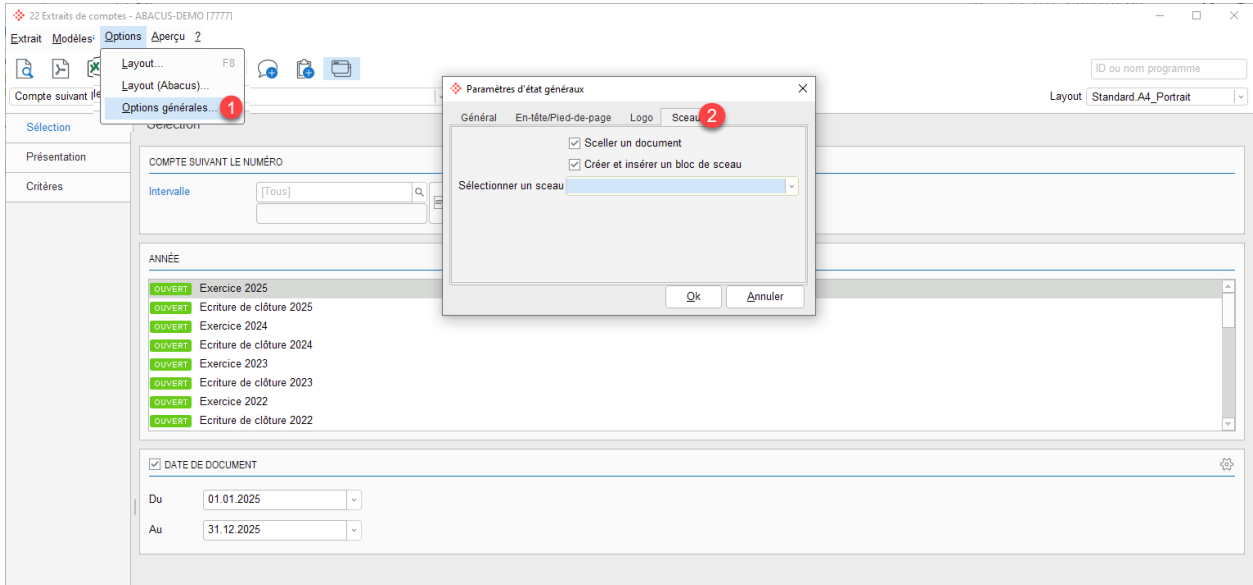 22 Extraits de comptes - ABACUS-DEMO [7777]
Extrait Modèles Options Aperçu ?
Layout... F8
Layout (Abacus)...
Options générales... 1
ID ou nom programme
Compte suivant le
Layout Standard.A4_Portrait
Sélection
Présentation
Critères
Sélection
COMPTE SUIVANT LE NUMÉRO
Intervalle [Tous]
Paramètres d'état généraux
Général En-tête/Pied-de-page Logo Sceau 2
Sceller un document
Créer et insérer un bloc de sceau
Sélectionner un sceau
Ok Annuler
ANNÉE
OUVERT Exercice 2025
OUVERT Ecriture de clôture 2025
OUVERT Exercice 2024
OUVERT Ecriture de clôture 2024
OUVERT Exercice 2023
OUVERT Ecriture de clôture 2023
OUVERT Exercice 2022
OUVERT Ecriture de clôture 2022
DATE DE DOCUMENT
Du 01.01.2025
Au 31.12.2025